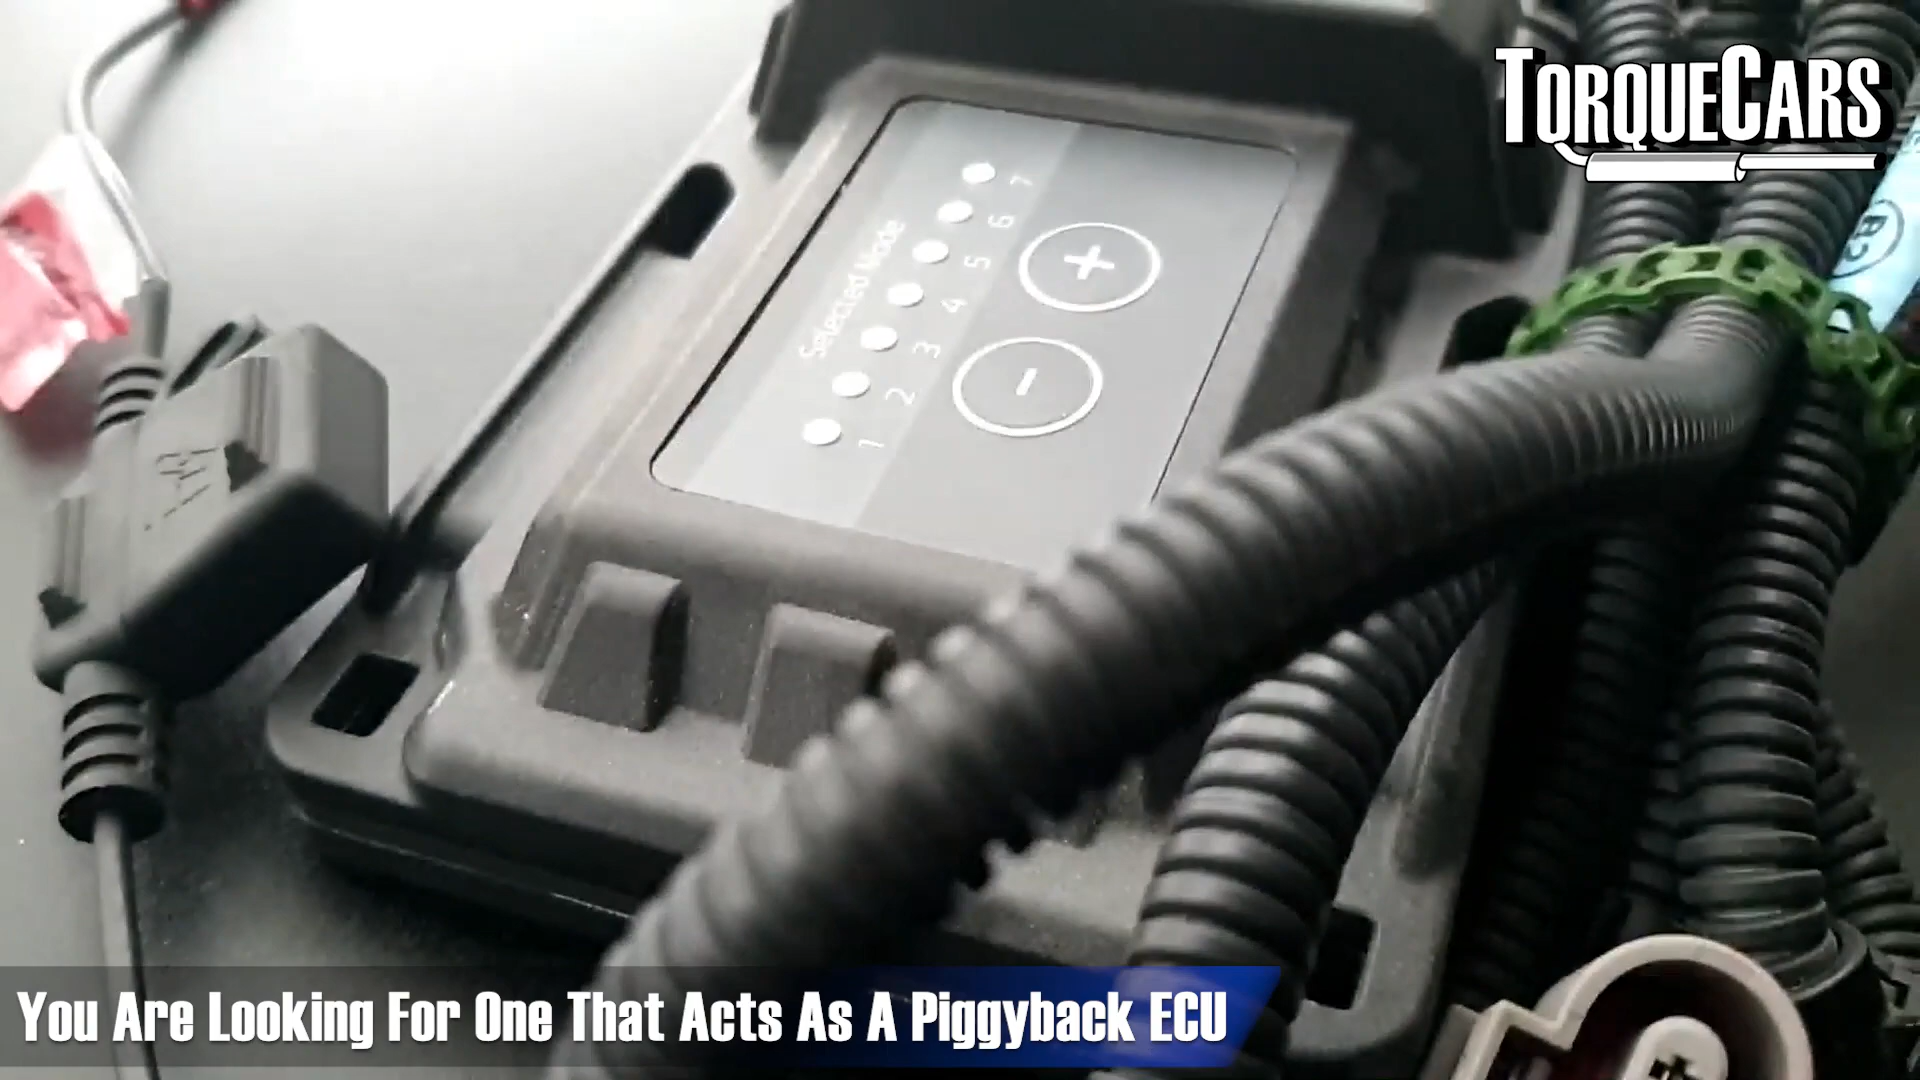 TORQUECARS
Selected Mode
1 2 3 4 5 6 7
+
-
You Are Looking For One That Acts As A Piggyback ECU